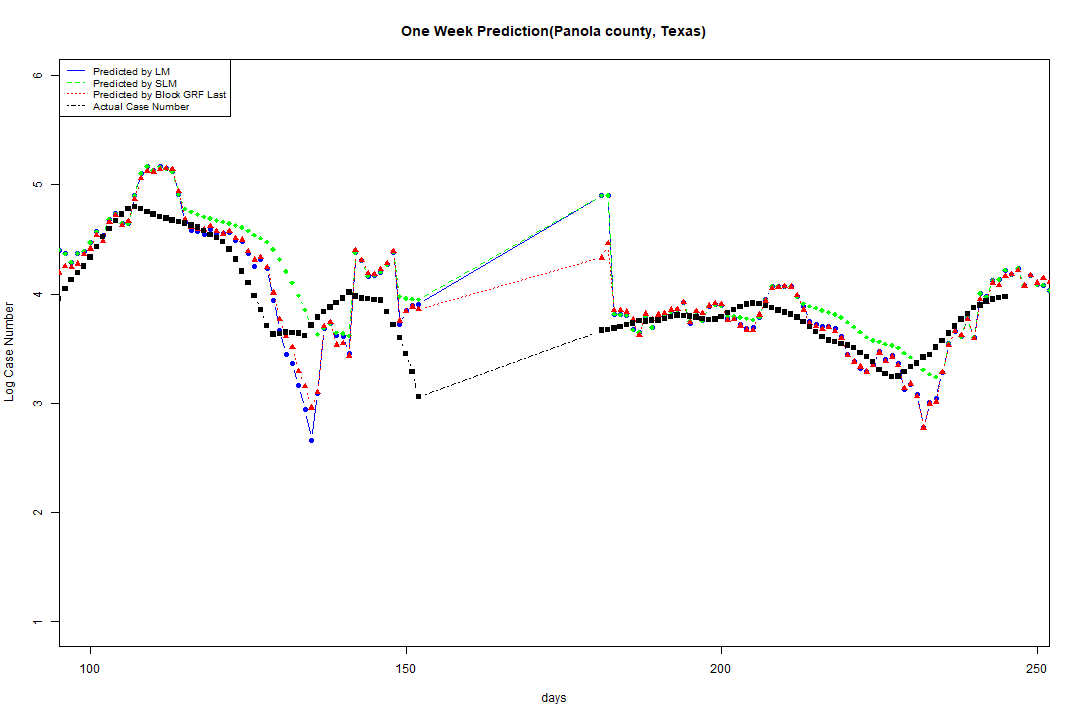 One Week Prediction(Panola county, Texas)
Predicted by LM
Predicted by SLM
Predicted by Block GRF Last
Actual Case Number
6
5
4
3
2
1
Log Case Number
100
150
200
250
days